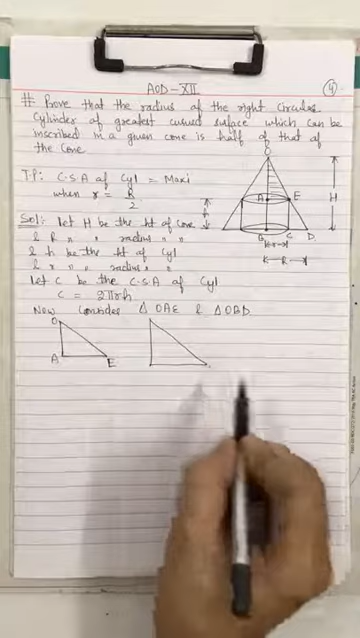 AOD-XII
④
# Prove that the radius of the right circular
cylinder of greatest curved surface which can be
inscribed in a given cone is half of that of
the cone
T.P: C.S.A of Cyl = Maxi
when r = R/2
O
A E
B C D
H
h
r
R
Sol: let H be the ht of cone
& R " " radius " "
& h be the ht of Cyl
& r " " radius " "
let C be the C.S.A of Cyl
C = 2πrh
Now consider Δ OAE & Δ OBD
O
A E